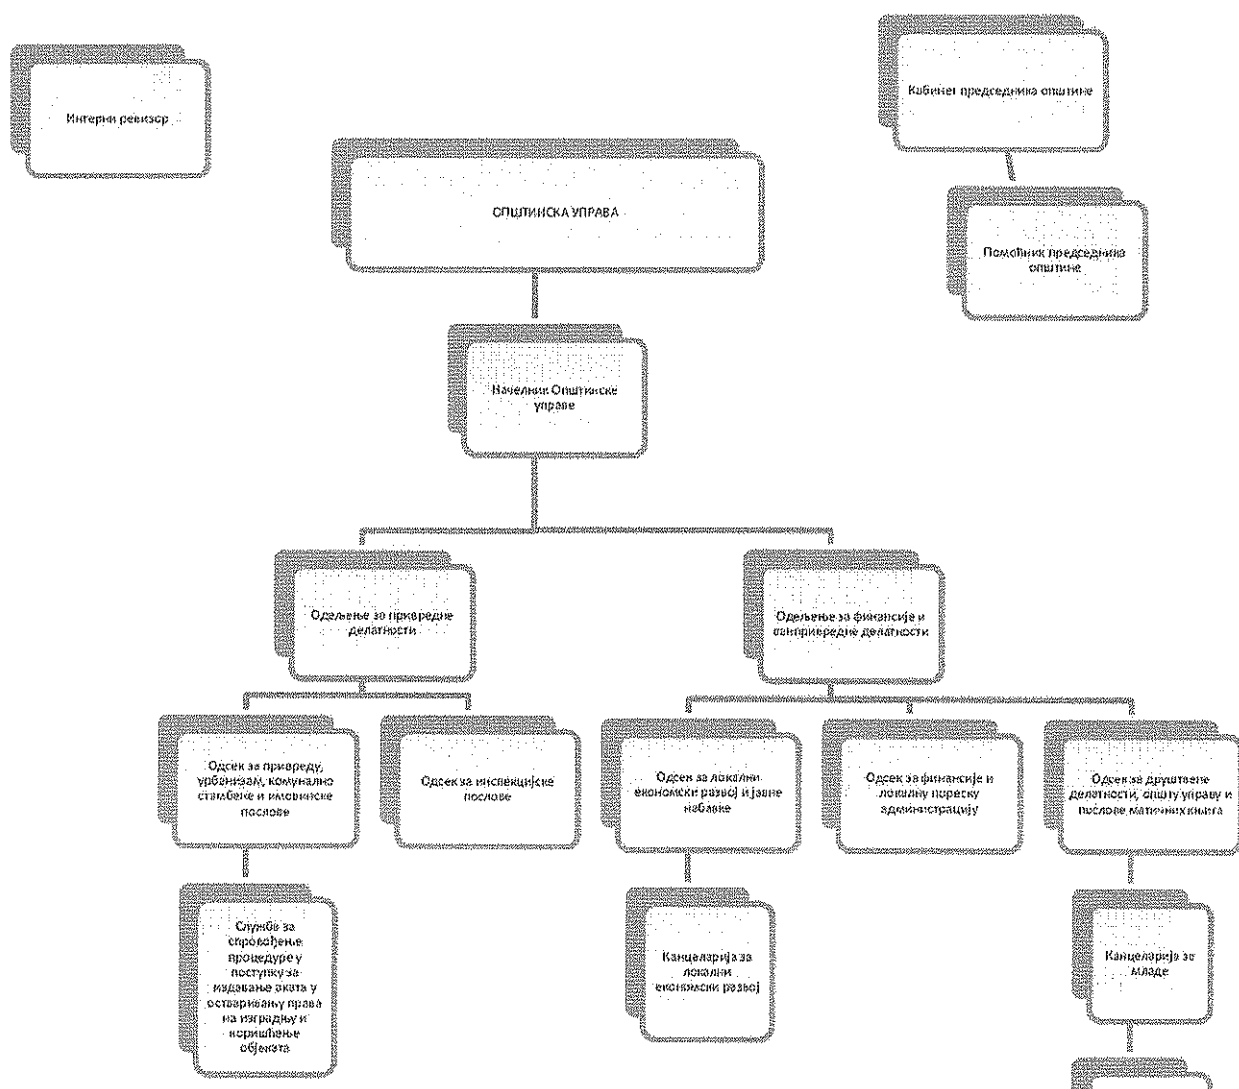 Интерни ревизор
Кабинет председника општине
ОПШТИНСКА УПРАВА
Помоћник председника
општине
Начелник Општинске
управе
Одељење за привредне
делатности
Одељење за финансије и
ванпривредне делатности
Одсек за привреду,
урбанизам, комунално
стамбене и имовинске
послове
Одсек за инспекцијске
послове
Одсек за локални
економски развој и јавне
набавке
Одсек за финансије и
локалну пореску
администрацију
Одсек за друштвене
делатности, општу управу и
послове матичних књига
Служба за
спровођење
процедуре у
поступку за
издавање аката у
остваривању права
на изградњу и
коришћење
објеката
Канцеларија за
локални
економски развој
Канцеларија за
младе